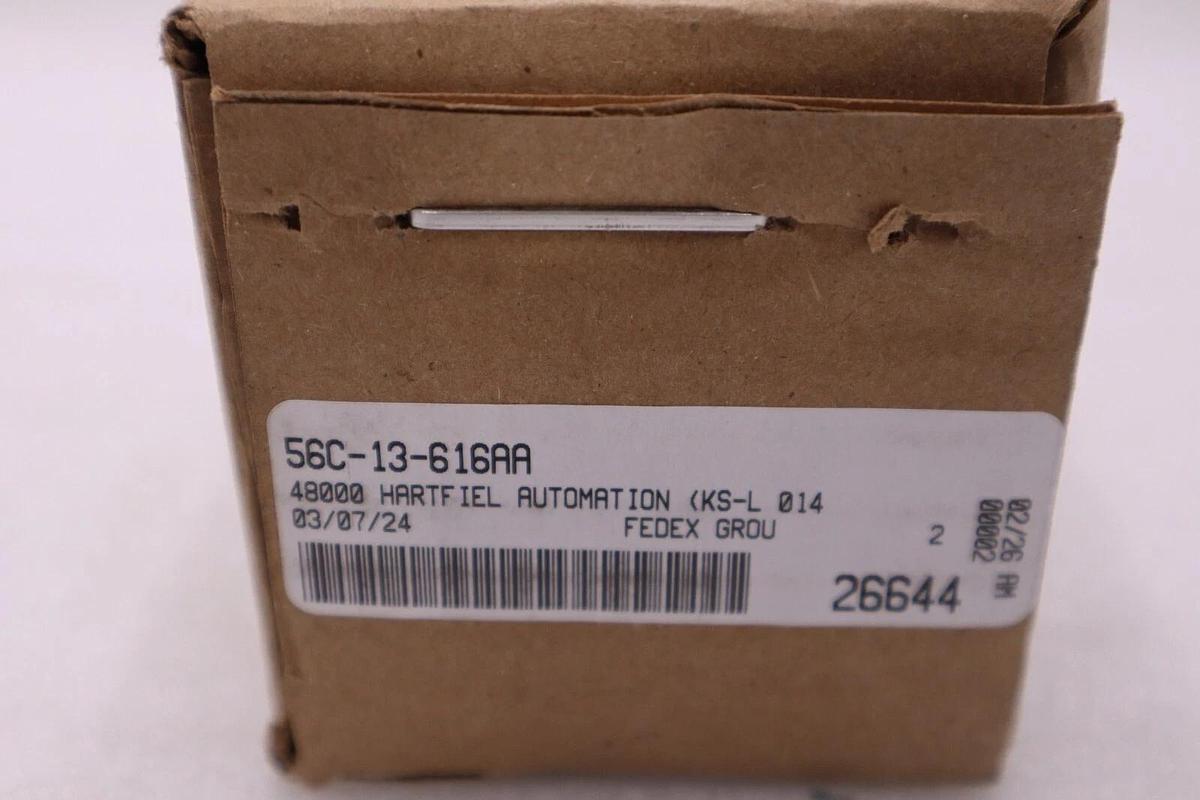 56C-13-616AA
48000 HARTFIEL AUTOMATION (KS-L 014
03/07/24 FEDEX GROU 2
26644
02/26 AM
00002